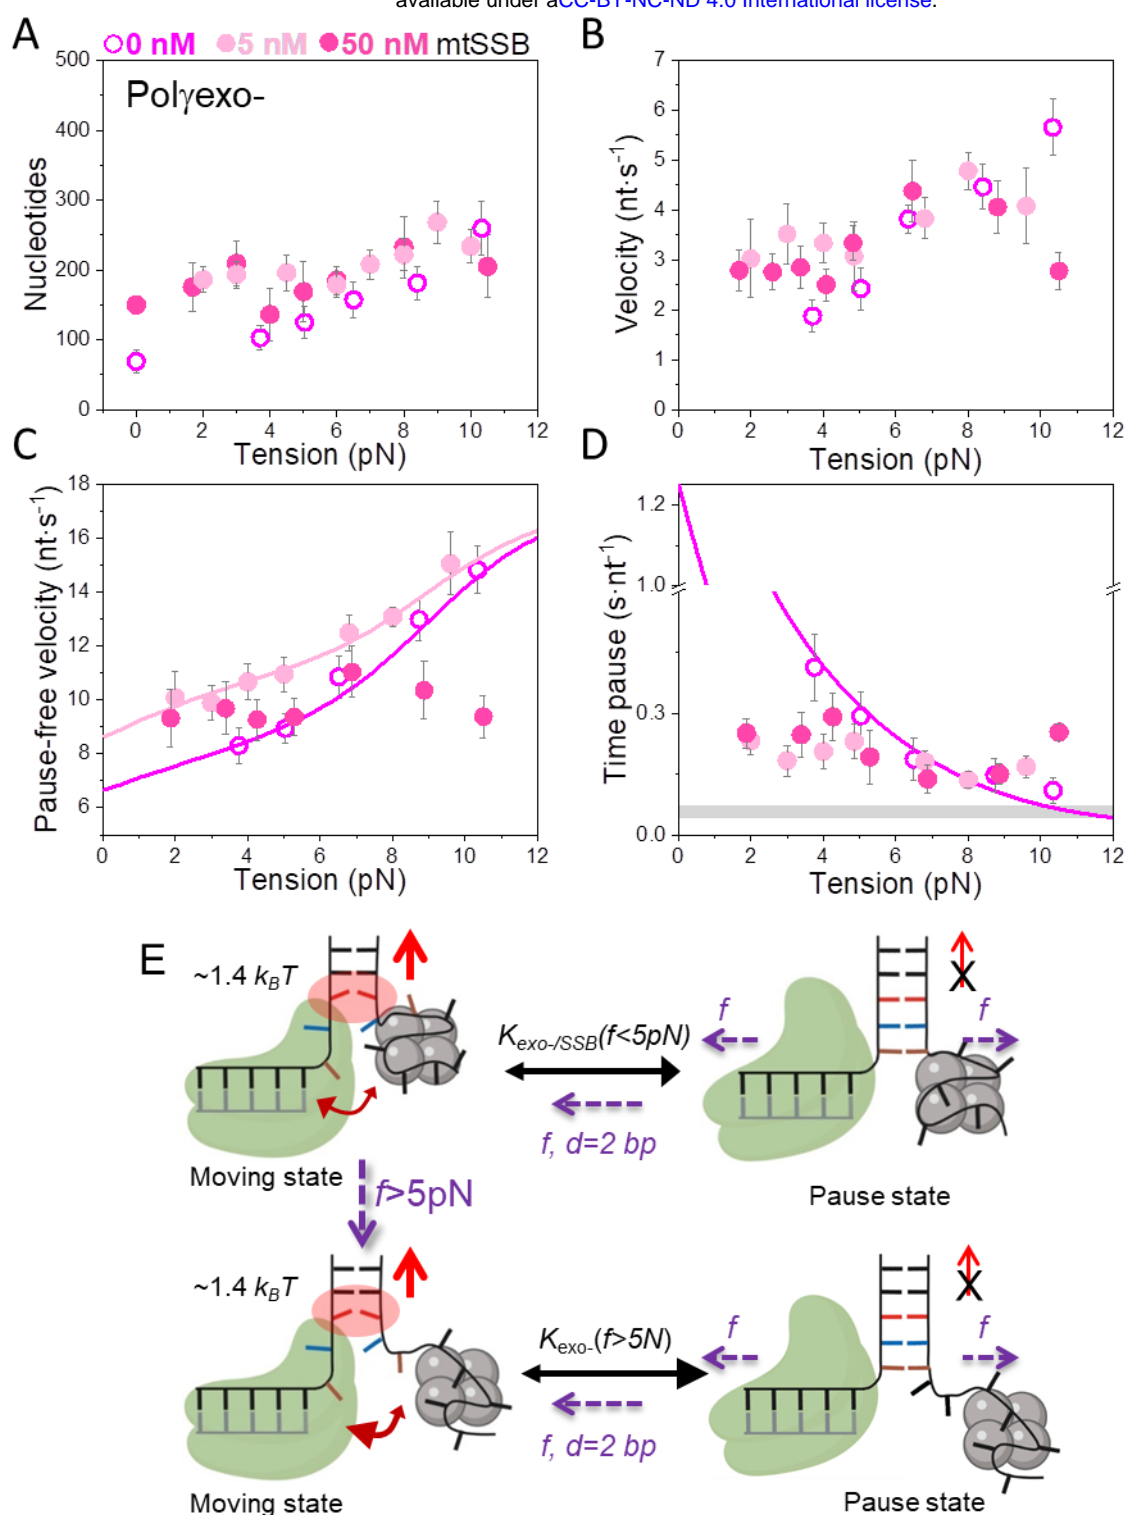 available under aCC-BY-NC-ND 4.0 International license.
A
0 nM 5 nM 50 nM mtSSB
Polγexo-
Nucleotides
500
400
300
200
100
0
0 2 4 6 8 10 12
Tension (pN)
B
Velocity (nt·s⁻¹)
7
6
5
4
3
2
1
0
0 2 4 6 8 10 12
Tension (pN)
C
Pause-free velocity (nt·s⁻¹)
18
16
14
12
10
8
6
0 2 4 6 8 10 12
Tension (pN)
D
Time pause (s·nt⁻¹)
1.2
1.0
0.3
0.0
0 2 4 6 8 10 12
Tension (pN)
E
~1.4 kBT
X
f
f
Kexo-/SSB(f<5pN)
f, d=2 bp
Moving state
Pause state
f>5pN
~1.4 kBT
X
f
f
Kexo-(f>5N)
f, d=2 bp
Moving state
Pause state